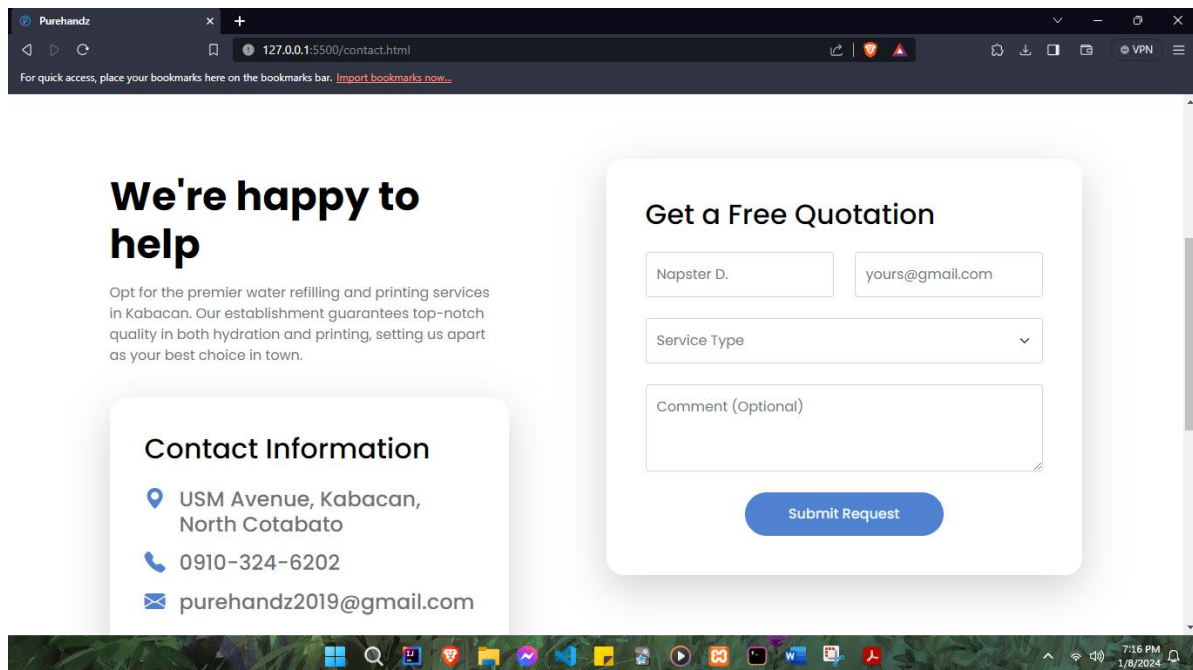 Purehandz
127.0.0.1:5500/contact.html
VPN
For quick access, place your bookmarks here on the bookmarks bar. Import bookmarks now...
We're happy to
help
Opt for the premier water refilling and printing services
in Kabacan. Our establishment guarantees top-notch
quality in both hydration and printing, setting us apart
as your best choice in town.
Contact Information
USM Avenue, Kabacan,
North Cotabato
0910-324-6202
purehandz2019@gmail.com
Get a Free Quotation
Napster D.
yours@gmail.com
Service Type
Comment (Optional)
Submit Request
7:16 PM
1/8/2024